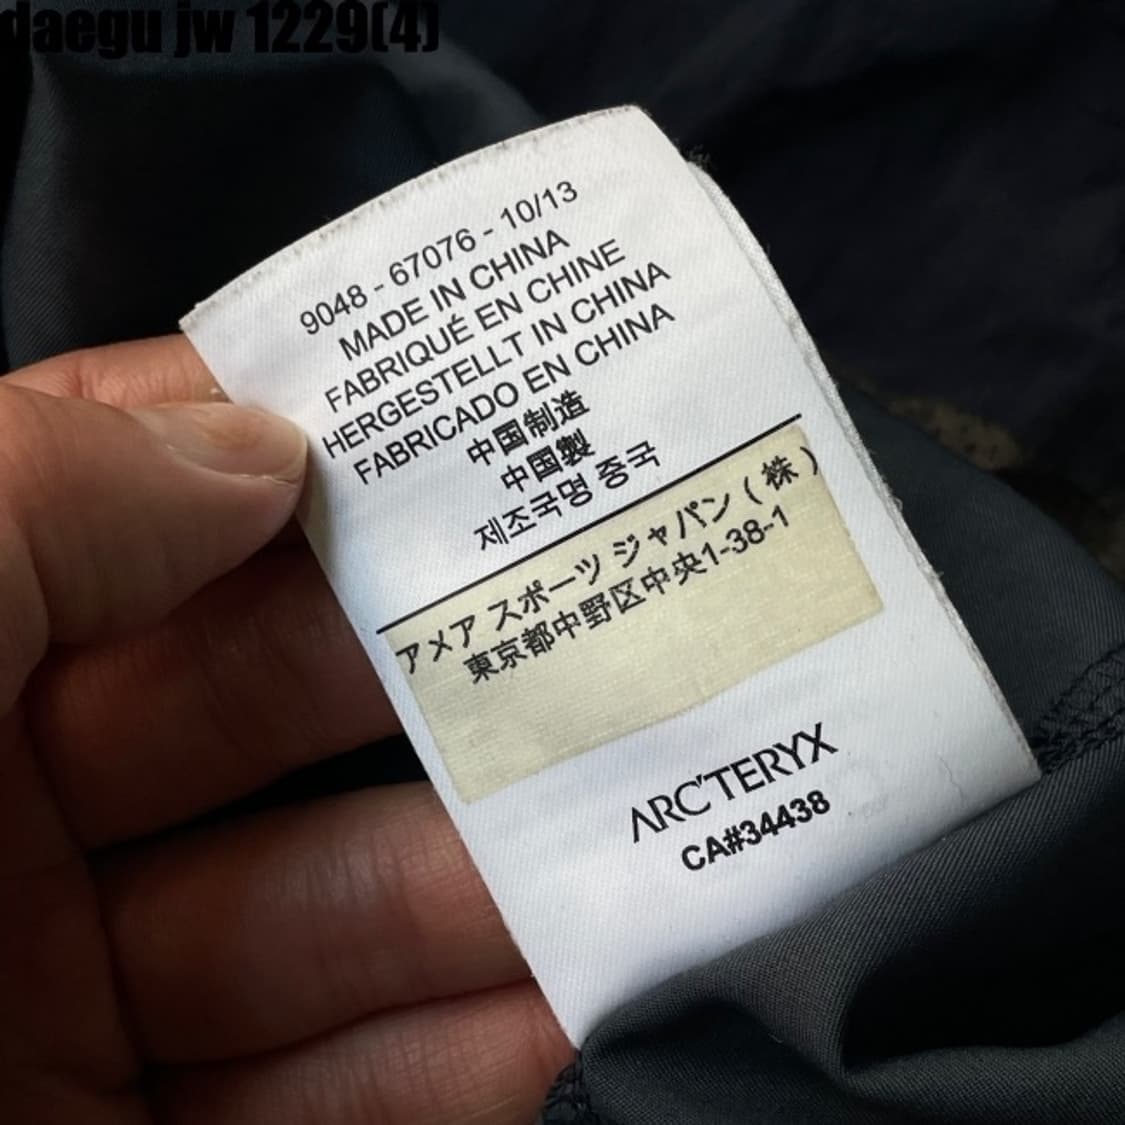 daegu jw 1229(4)
9048 - 67076 - 10/13
MADE IN CHINA
FABRIQUÉ EN CHINE
HERGESTELLT IN CHINA
FABRICADO EN CHINA
中国制造
中国製
제조국명 중국
アメア スポーツ ジャパン (株)
東京都中野区中央1-38-1
ARC'TERYX
CA#34438